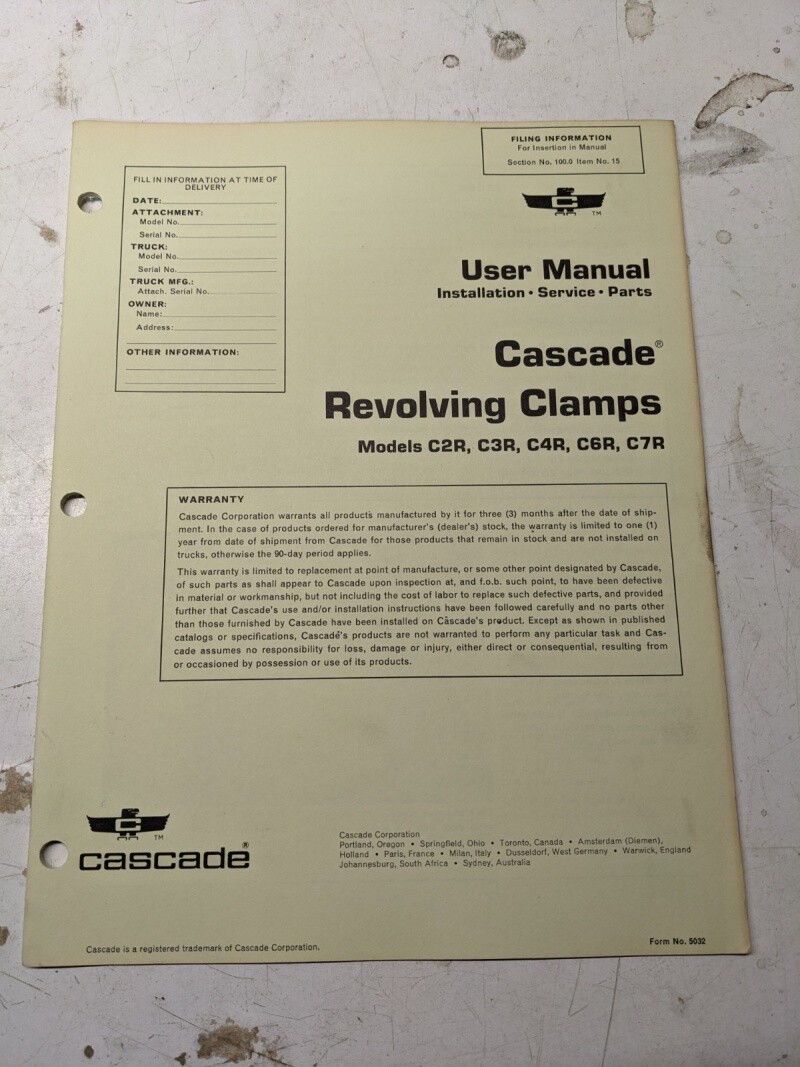 FILING INFORMATION
For Insertion in Manual
Section No. 100.0 Item No. 15
FILL IN INFORMATION AT TIME OF
DELIVERY
DATE:
ATTACHMENT:
Model No.
Serial No.
TRUCK:
Model No.
Serial No.
TRUCK MFG.:
Attach. Serial No.
OWNER:
Name:
Address:
OTHER INFORMATION:
C
TM
User Manual
Installation • Service • Parts
Cascade®
Revolving Clamps
Models C2R, C3R, C4R, C6R, C7R
WARRANTY
Cascade Corporation warrants all products manufactured by it for three (3) months after the date of ship-
ment. In the case of products ordered for manufacturer's (dealer's) stock, the warranty is limited to one (1)
year from date of shipment from Cascade for those products that remain in stock and are not installed on
trucks, otherwise the 90-day period applies.
This warranty is limited to replacement at point of manufacture, or some other point designated by Cascade,
of such parts as shall appear to Cascade upon inspection at, and f.o.b. such point, to have been defective
in material or workmanship, but not including the cost of labor to replace such defective parts, and provided
further that Cascade's use and/or installation instructions have been followed carefully and no parts other
than those furnished by Cascade have been installed on Cascade's product. Except as shown in published
catalogs or specifications, Cascade's products are not warranted to perform any particular task and Cas-
cade assumes no responsibility for loss, damage or injury, either direct or consequential, resulting from
or occasioned by possession or use of its products.
C
TM
cascade®
Cascade Corporation
Portland, Oregon • Springfield, Ohio • Toronto, Canada • Amsterdam (Diemen),
Holland • Paris, France • Milan, Italy • Dusseldorf, West Germany • Warwick, England
Johannesburg, South Africa • Sydney, Australia
Cascade is a registered trademark of Cascade Corporation.
Form No. 5032